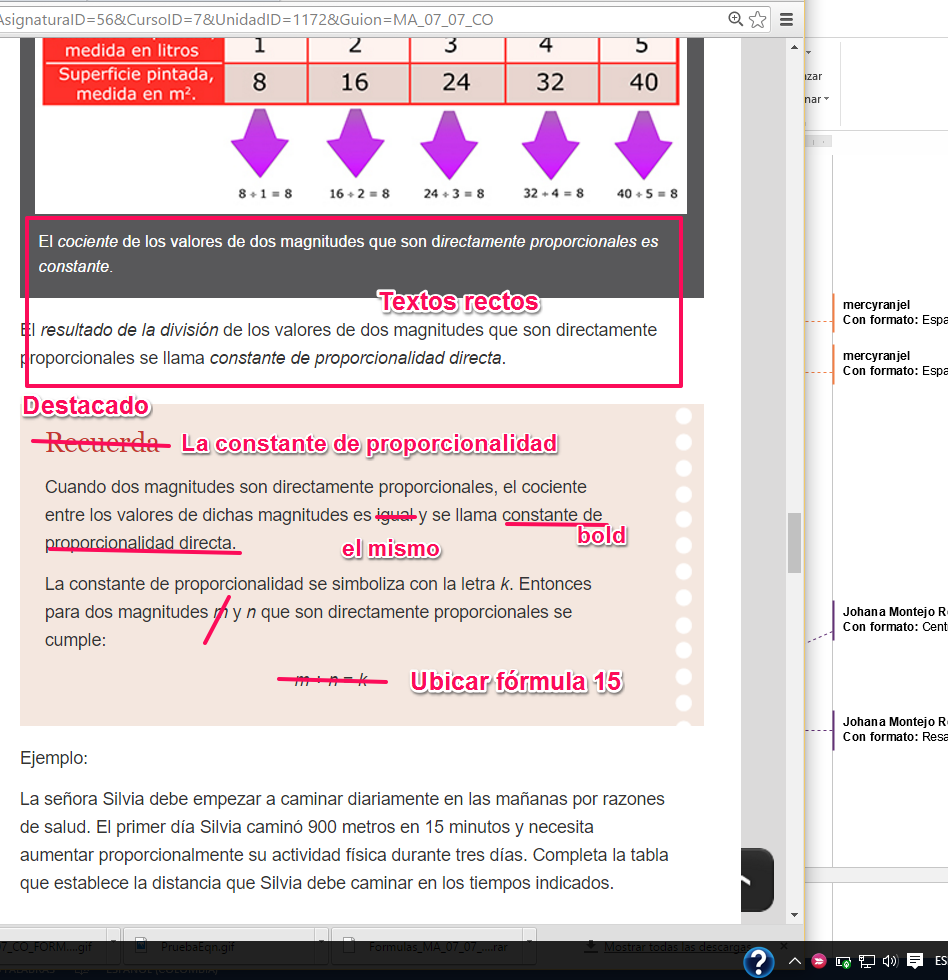 AsignaturaID=56&CursoID=7&UnidadID=1172&Guion=MA_07_07_CO
medida en litros 1 2 3 4 5
Superficie pintada, medida en m². 8 16 24 32 40
8 ÷ 1 = 8 16 ÷ 2 = 8 24 ÷ 3 = 8 32 ÷ 4 = 8 40 ÷ 5 = 8
El cociente de los valores de dos magnitudes que son directamente proporcionales es
constante.
Textos rectos
El resultado de la división de los valores de dos magnitudes que son directamente
proporcionales se llama constante de proporcionalidad directa.
Destacado
Recuerda La constante de proporcionalidad
Cuando dos magnitudes son directamente proporcionales, el cociente
entre los valores de dichas magnitudes es igual y se llama constante de
bold
proporcionalidad directa.
el mismo
La constante de proporcionalidad se simboliza con la letra k. Entonces
para dos magnitudes m y n que son directamente proporcionales se
cumple:
m ÷ n = k Ubicar fórmula 15
Ejemplo:
La señora Silvia debe empezar a caminar diariamente en las mañanas por razones
de salud. El primer día Silvia caminó 900 metros en 15 minutos y necesita
aumentar proporcionalmente su actividad física durante tres días. Completa la tabla
que establece la distancia que Silvia debe caminar en los tiempos indicados.
zar
nar
mercyranjel
Con formato: Espa
mercyranjel
Con formato: Espa
Johana Montejo R
Con formato: Cent
Johana Montejo R
Con formato: Resa
07_CO_FORM....gif PruebaEqn.gif Formulas_MA_07_07_....rar Mostrar todas las descargas
ESPAÑOL (COLOMBIA)
ES